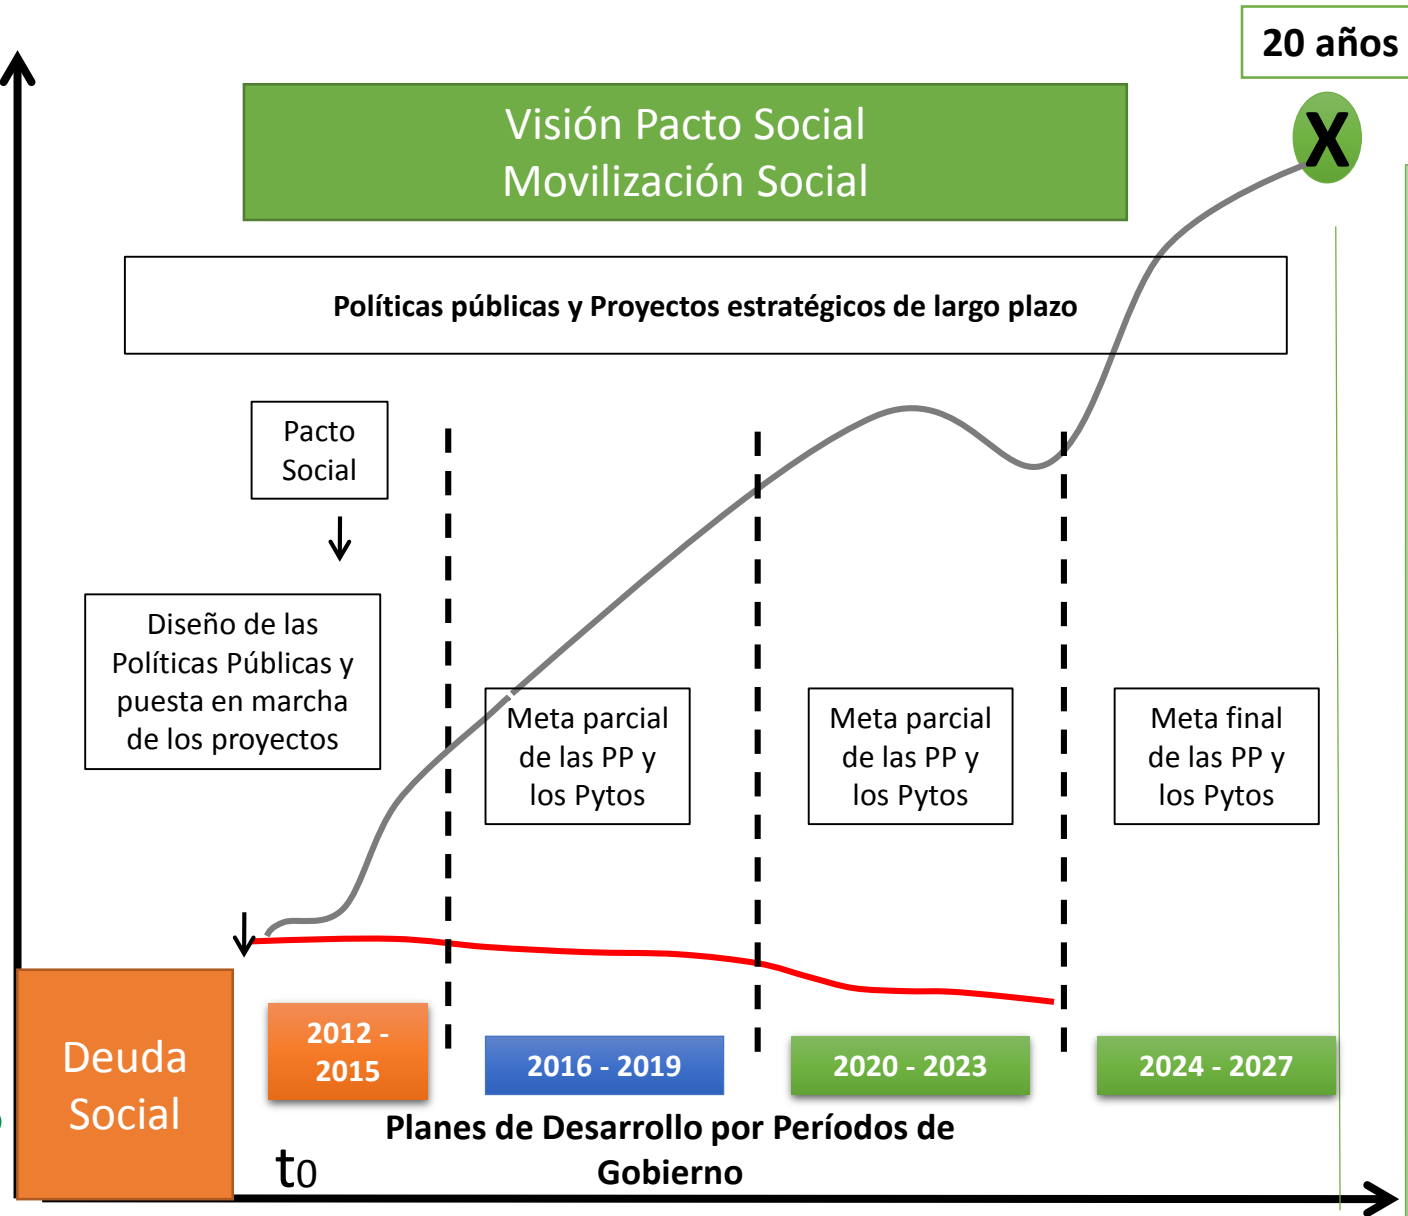 20 años
X
Visión Pacto Social
Movilización Social
Políticas públicas y Proyectos estratégicos de largo plazo
Pacto
Social
Diseño de las
Políticas Públicas y
puesta en marcha
de los proyectos
Meta parcial
de las PP y
los Pytos
Meta parcial
de las PP y
los Pytos
Meta final
de las PP y
los Pytos
Deuda
Social
2012 -
2015
2016 - 2019
2020 - 2023
2024 - 2027
Planes de Desarrollo por Períodos de
Gobierno
t0